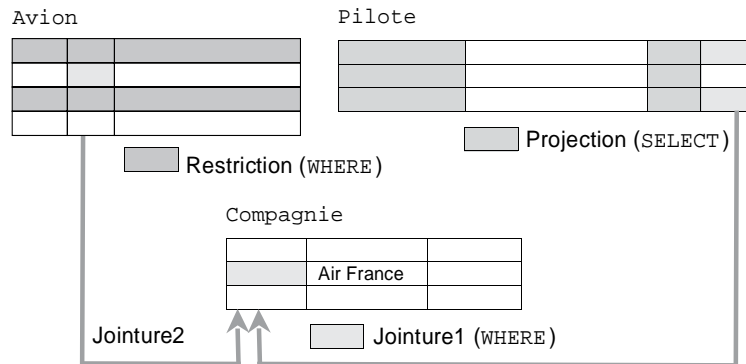 Avion
Pilote
Projection (SELECT)
Restriction (WHERE)
Compagnie
Air France
Jointure2
Jointure1 (WHERE)